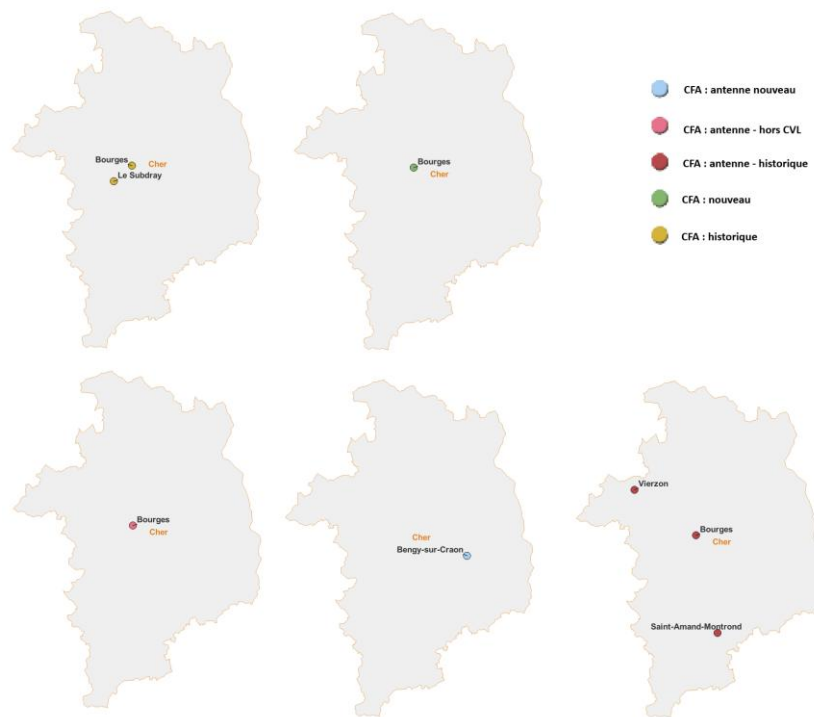 Bourges
Cher
Le Subdray
Bourges
Cher
CFA : antenne nouveau
CFA : antenne - hors CVL
CFA : antenne - historique
CFA : nouveau
CFA : historique
Bourges
Cher
Cher
Bengy-sur-Craon
Vierzon
Bourges
Cher
Saint-Amand-Montrond